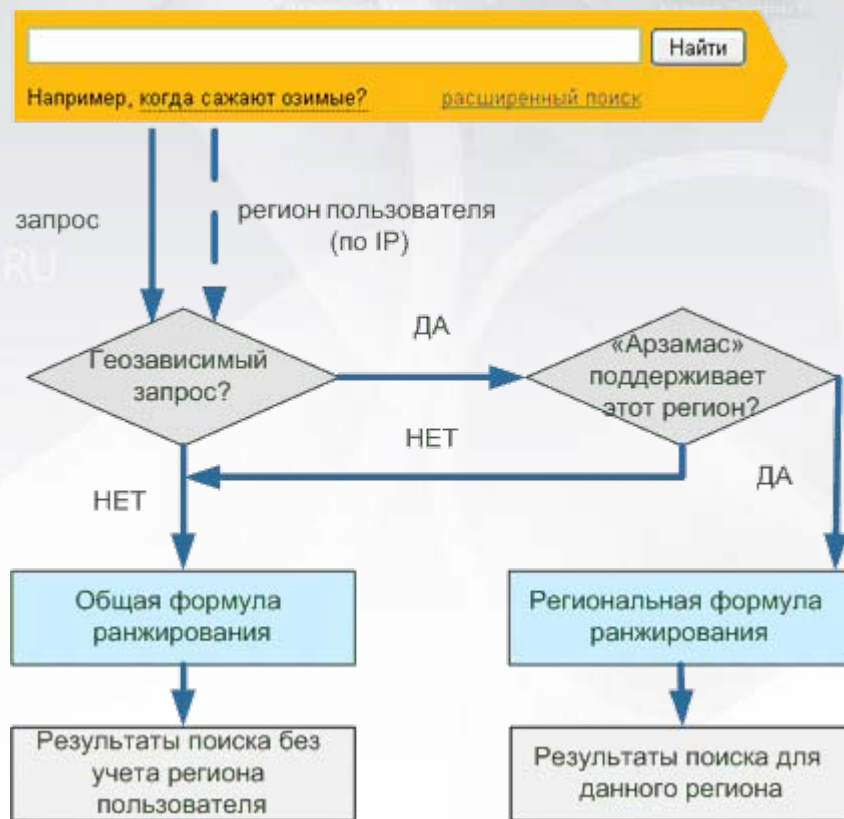 Найти
Например, когда сажают озимые? расширенный поиск
запрос
регион пользователя
(по IP)
RU
Геозависимый
запрос?
ДА
«Арзамас»
поддерживает
этот регион?
НЕТ
НЕТ
ДА
Общая формула
ранжирования
Региональная формула
ранжирования
Результаты поиска без
учета региона
пользователя
Результаты поиска для
данного региона